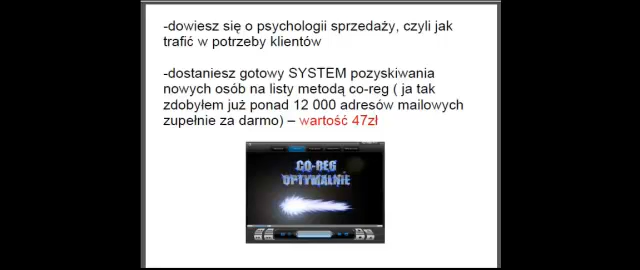 -dowiesz się o psychologii sprzedaży, czyli jak
trafić w potrzeby klientów
-dostaniesz gotowy SYSTEM pozyskiwania
nowych osób na listy metodą co-reg ( ja tak
zdobyłem już ponad 12 000 adresów mailowych
zupełnie za darmo) – wartość 47zł
CO-REG
OPTYMALNIE